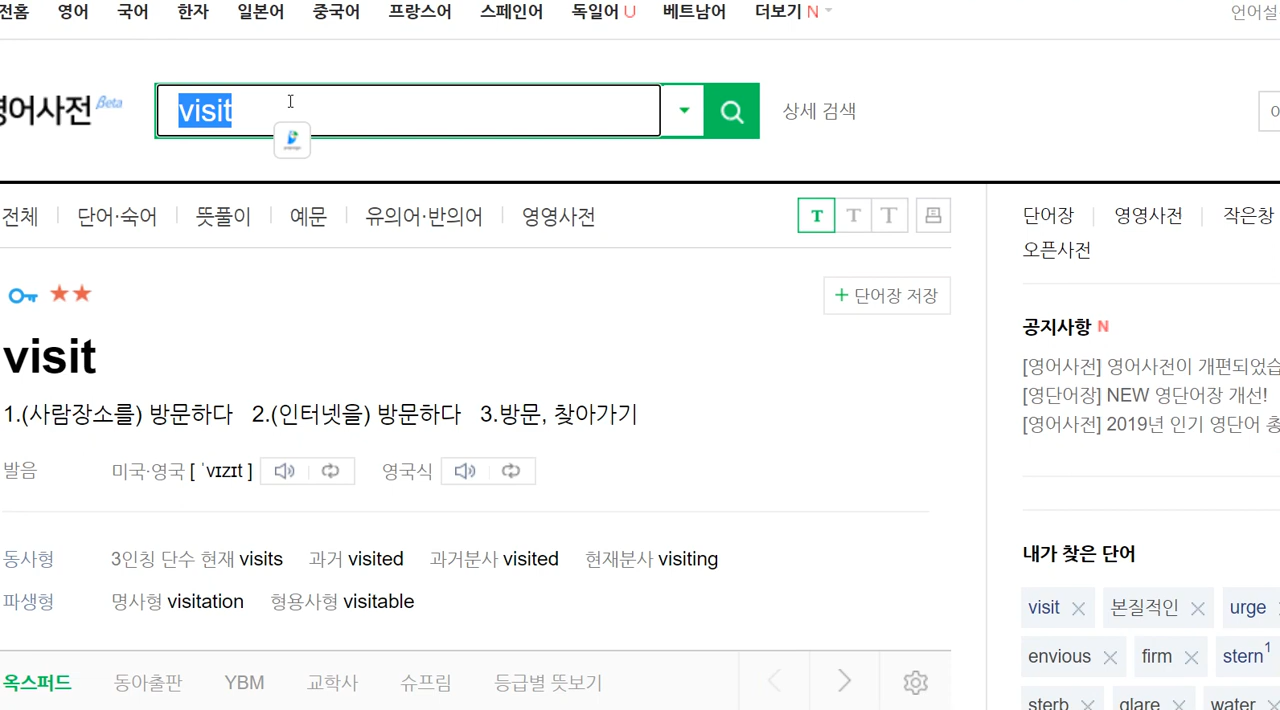 전홈 영어 국어 한자 일본어 중국어 프랑스어 스페인어 독일어 U 베트남어 더보기 N 언어설
영어사전 Beta visit 상세 검색
전체 단어·숙어 뜻풀이 예문 유의어·반의어 영영사전 T T T
단어장 영영사전 작은창
오픈사전
+ 단어장 저장
공지사항 N
visit
[영어사전] 영어사전이 개편되었습
[영단어장] NEW 영단어장 개선!
[영어사전] 2019년 인기 영단어 총
1.(사람장소를) 방문하다 2.(인터넷을) 방문하다 3.방문, 찾아가기
발음 미국·영국 [ ˈvɪzɪt ] 영국식
내가 찾은 단어
동사형 3인칭 단수 현재 visits 과거 visited 과거분사 visited 현재분사 visiting
파생형 명사형 visitation 형용사형 visitable
visit 본질적인 urge
envious firm stern1
옥스퍼드 동아출판 YBM 교학사 슈프림 등급별 뜻보기
sterb glare water